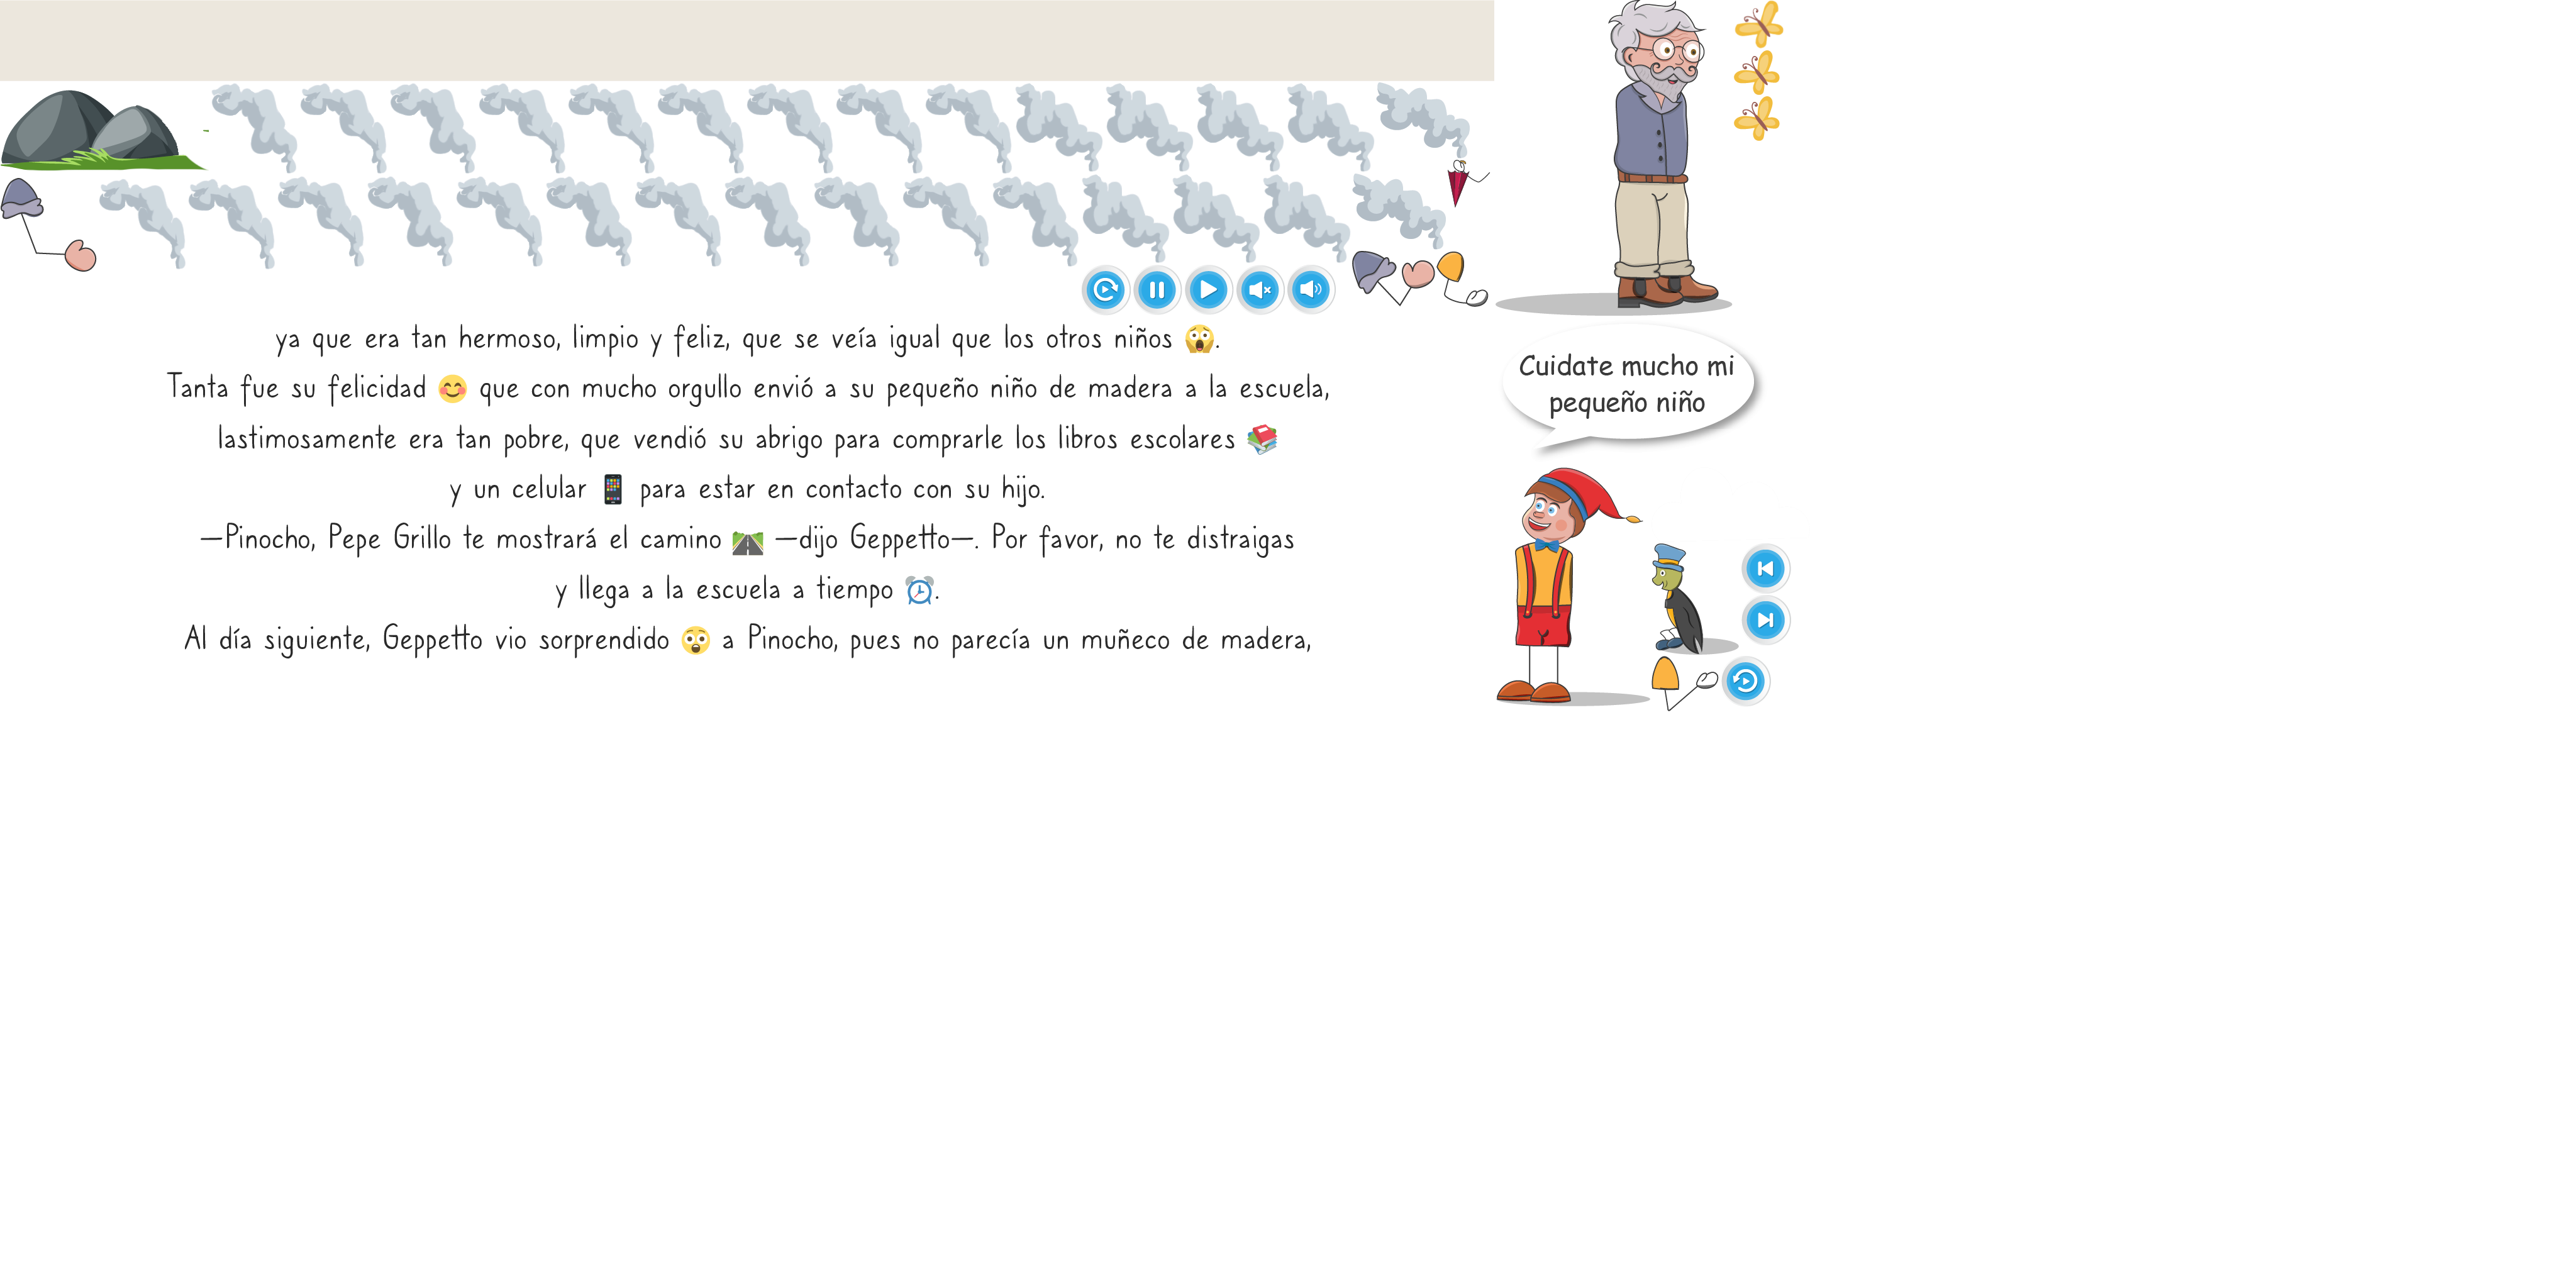 ya que era tan hermoso, limpio y feliz, que se veía igual que los otros niños 😱.
Tanta fue su felicidad 😊 que con mucho orgullo envió a su pequeño niño de madera a la escuela,
lastimosamente era tan pobre, que vendió su abrigo para comprarle los libros escolares 📚
y un celular 📱 para estar en contacto con su hijo.
—Pinocho, Pepe Grillo te mostrará el camino 🛣️ —dijo Geppetto—. Por favor, no te distraigas
y llega a la escuela a tiempo ⏰.
Al día siguiente, Geppetto vio sorprendido 😲 a Pinocho, pues no parecía un muñeco de madera,
Cuidate mucho mi
pequeño niño